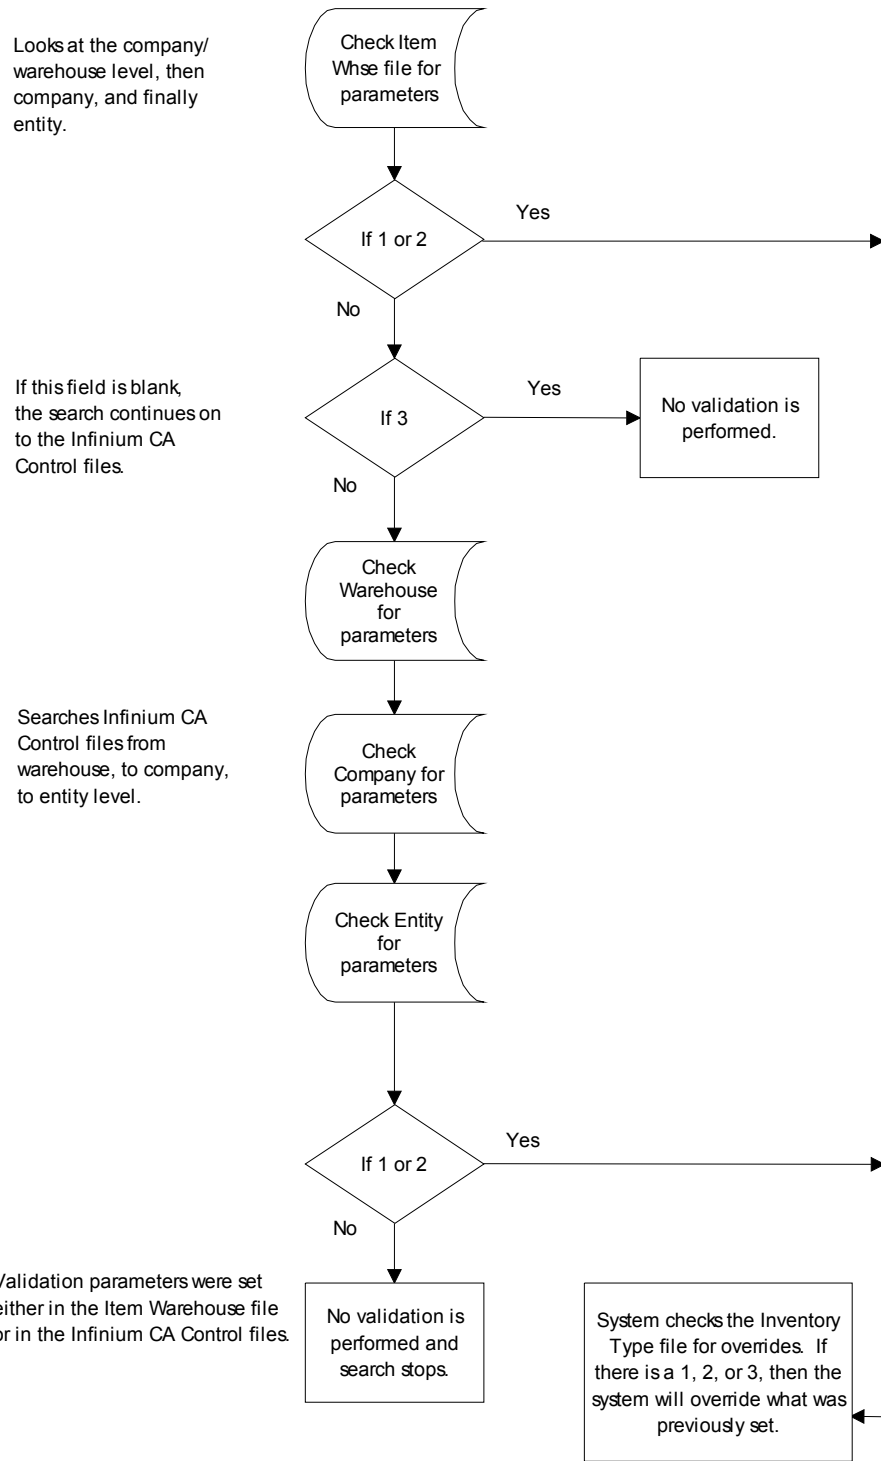 Looks at the company/
warehouse level, then
company, and finally
entity.
Check Item
Whse file for
parameters
If 1 or 2
Yes
No
If this field is blank,
the search continues on
to the Infinium CA
Control files.
If 3
Yes
No validation is
performed.
No
Check
Warehouse
for
parameters
Searches Infinium CA
Control files from
warehouse, to company,
to entity level.
Check
Company for
parameters
Check Entity
for
parameters
If 1 or 2
Yes
No
Validation parameters were set
either in the Item Warehouse file
or in the Infinium CA Control files.
No validation is
performed and
search stops.
System checks the Inventory
Type file for overrides. If
there is a 1, 2, or 3, then the
system will override what was
previously set.